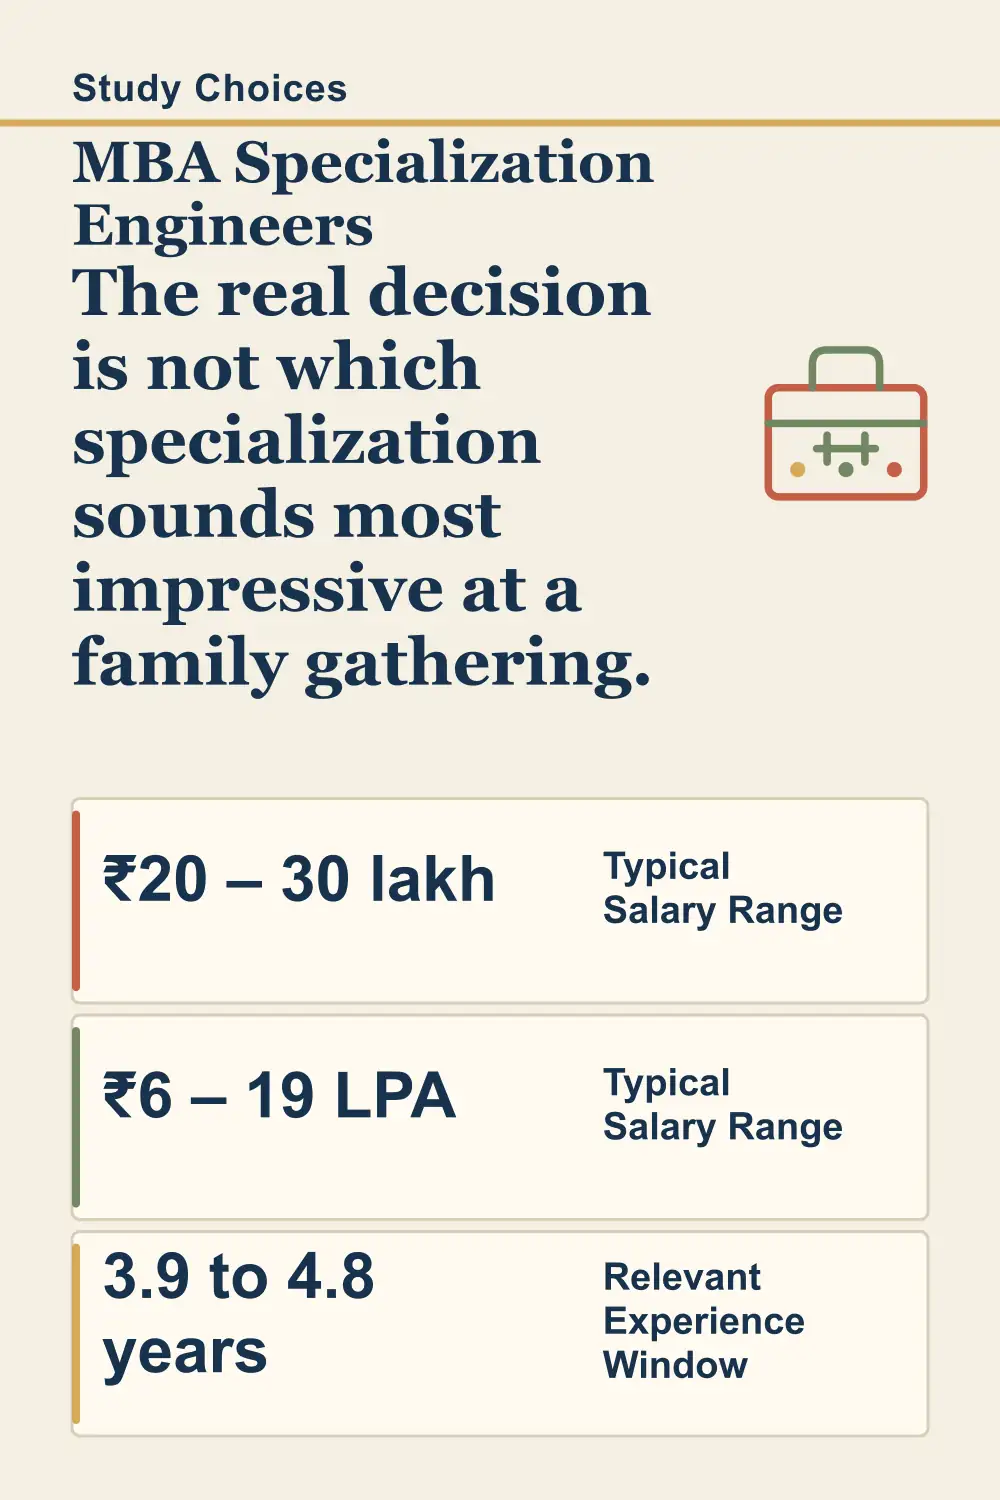 Study Choices
MBA Specialization
Engineers
The real decision
is not which
specialization
sounds most
impressive at a
family gathering.
₹20 – 30 lakh
Typical
Salary Range
₹6 – 19 LPA
Typical
Salary Range
3.9 to 4.8
years
Relevant
Experience
Window